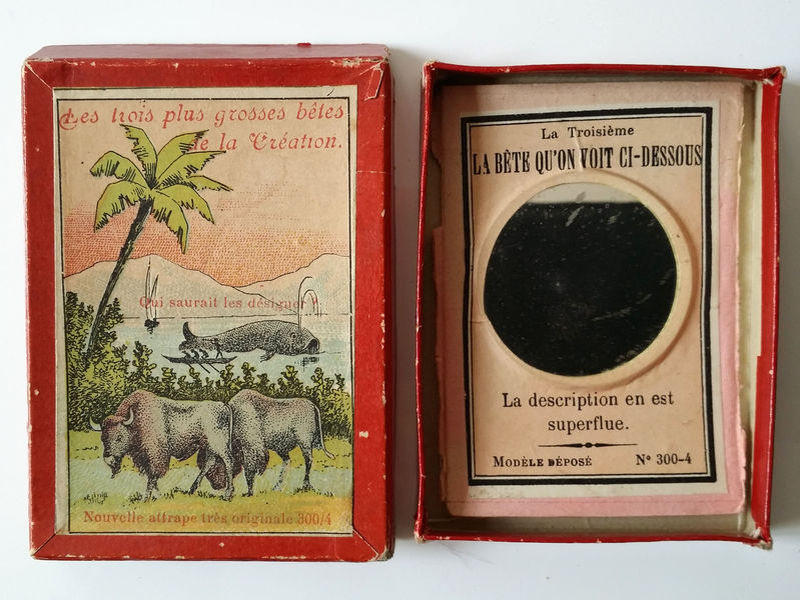 Les trois plus grosses bêtes
de la Création.
Qui saurait les désigner ?
Nouvelle attrape très originale 300/4
La Troisième
LA BÊTE QU'ON VOIT CI-DESSOUS
La description en est
superflue.
MODÈLE DÉPOSÉ Nº 300-4